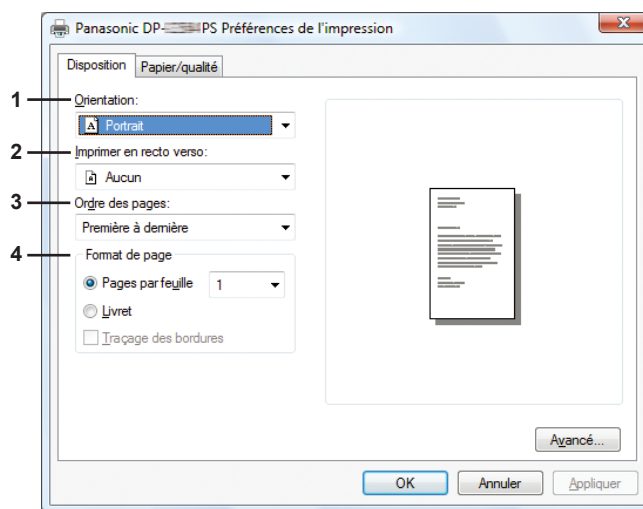 Panasonic DP- PS Préférences de l'impression
Disposition Papier/qualité
1 Orientation:
Portrait
2 Imprimer en recto verso:
Aucun
3 Ordre des pages:
Première à dernière
4 Format de page
Pages par feuille 1
Livret
Traçage des bordures
Avancé...
OK Annuler Appliquer